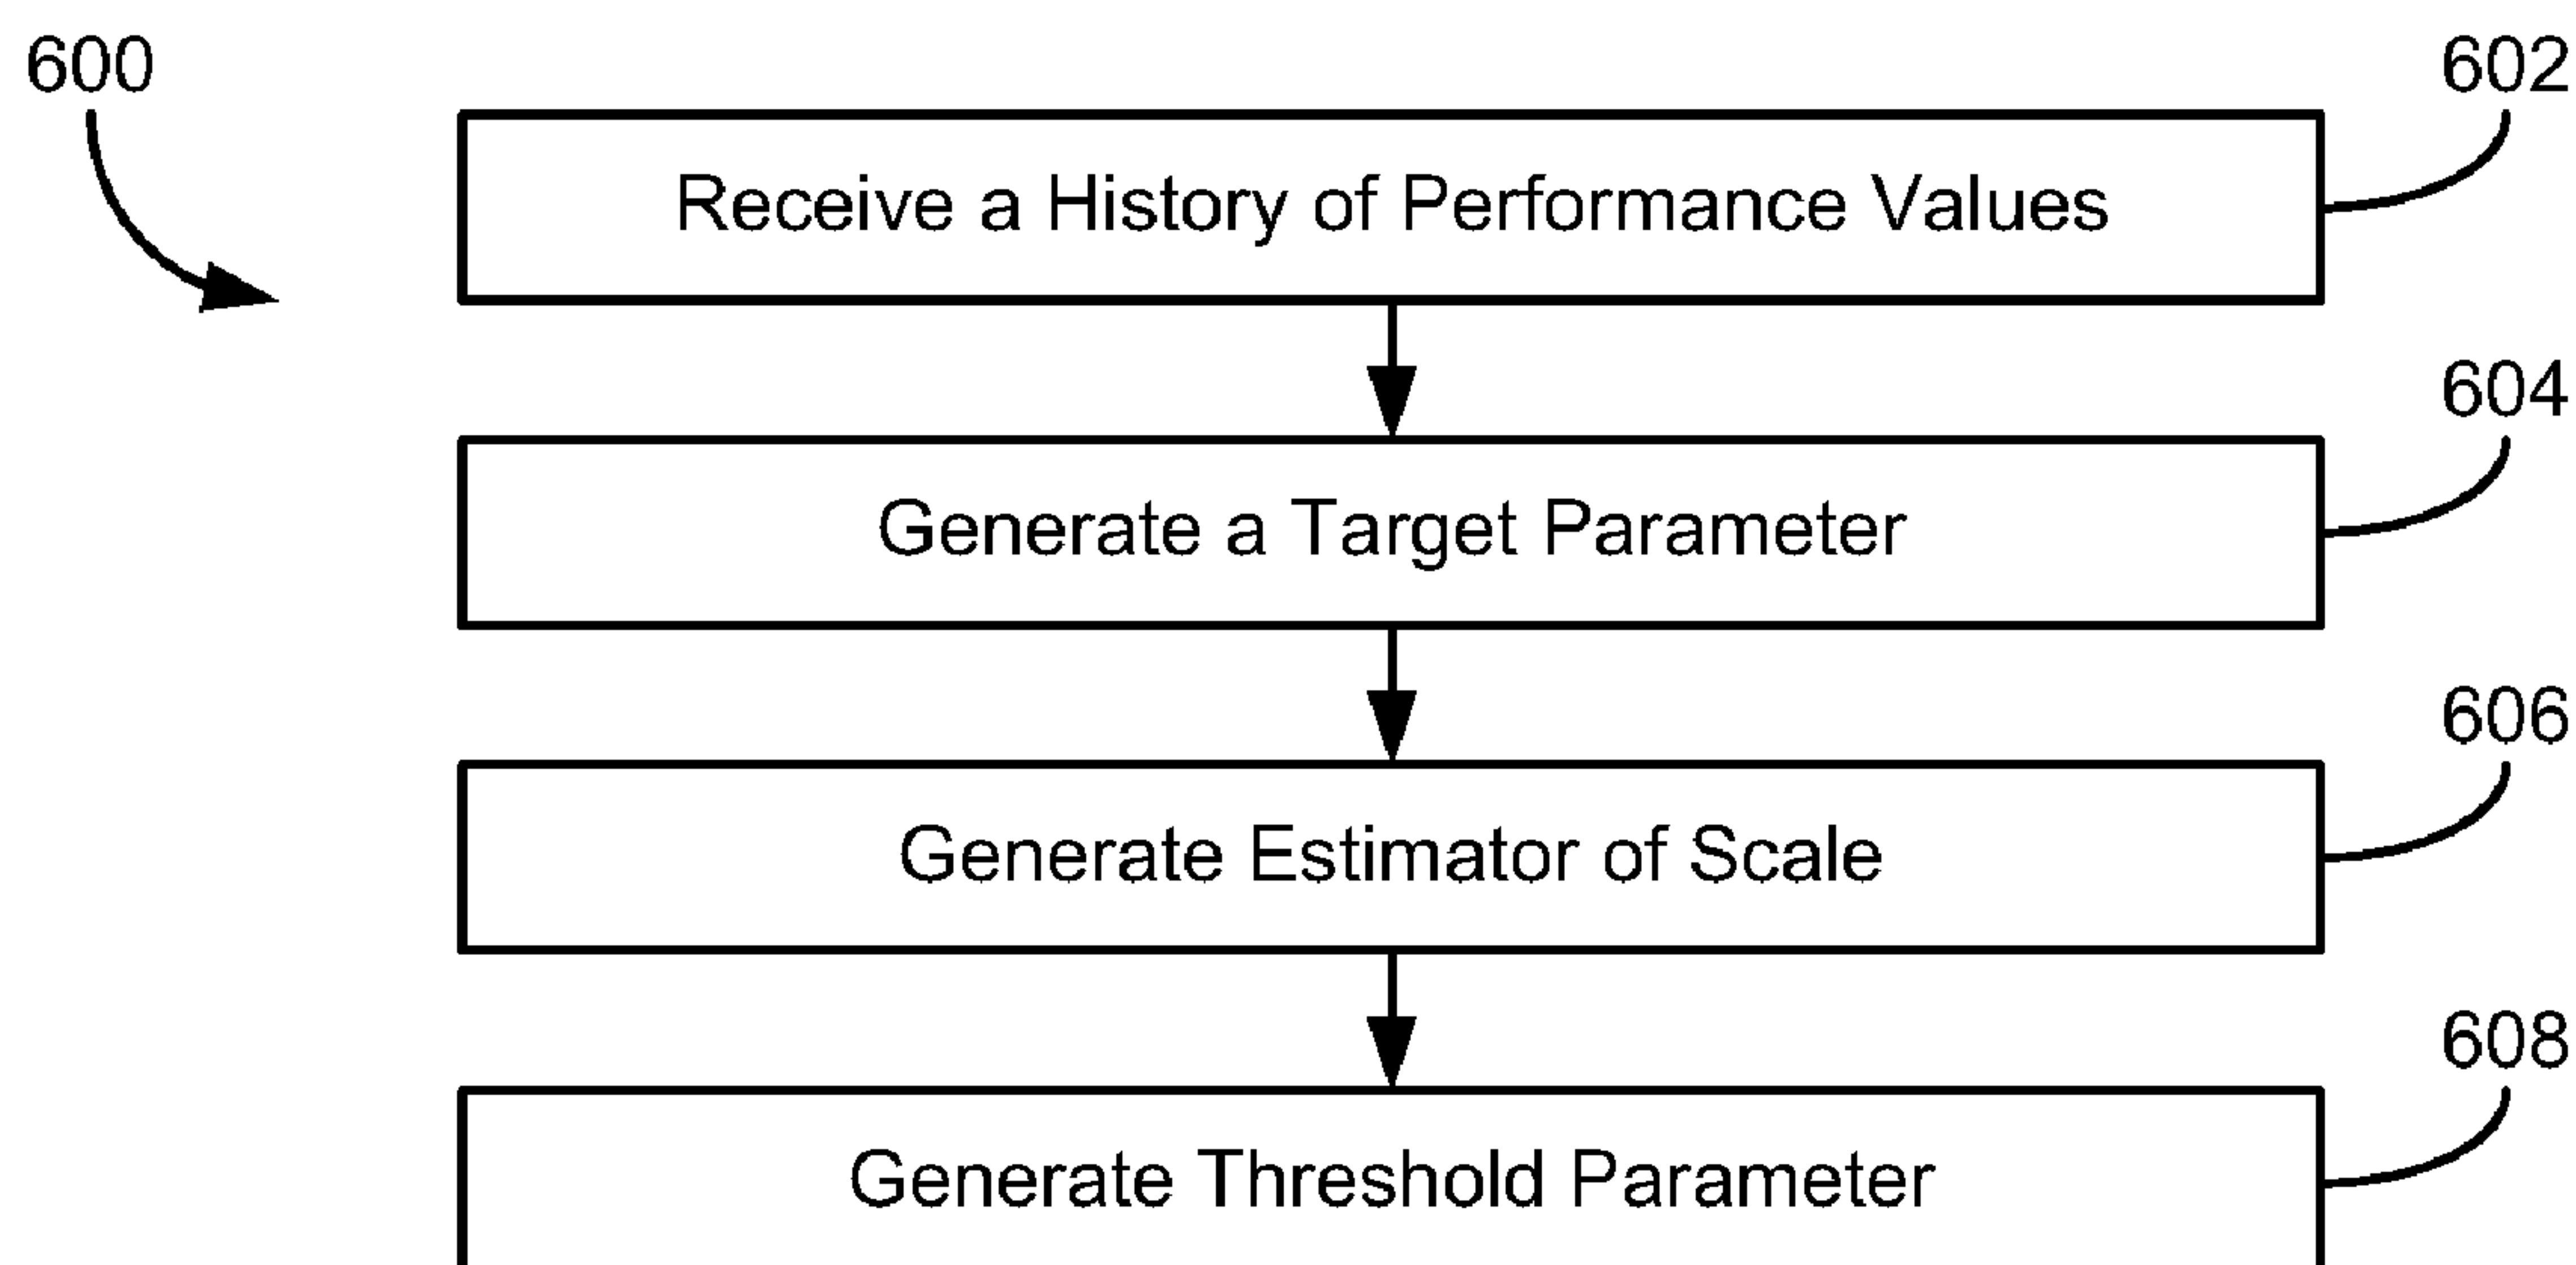 600
602
Receive a History of Performance Values
604
Generate a Target Parameter
606
Generate Estimator of Scale
608
Generate Threshold Parameter